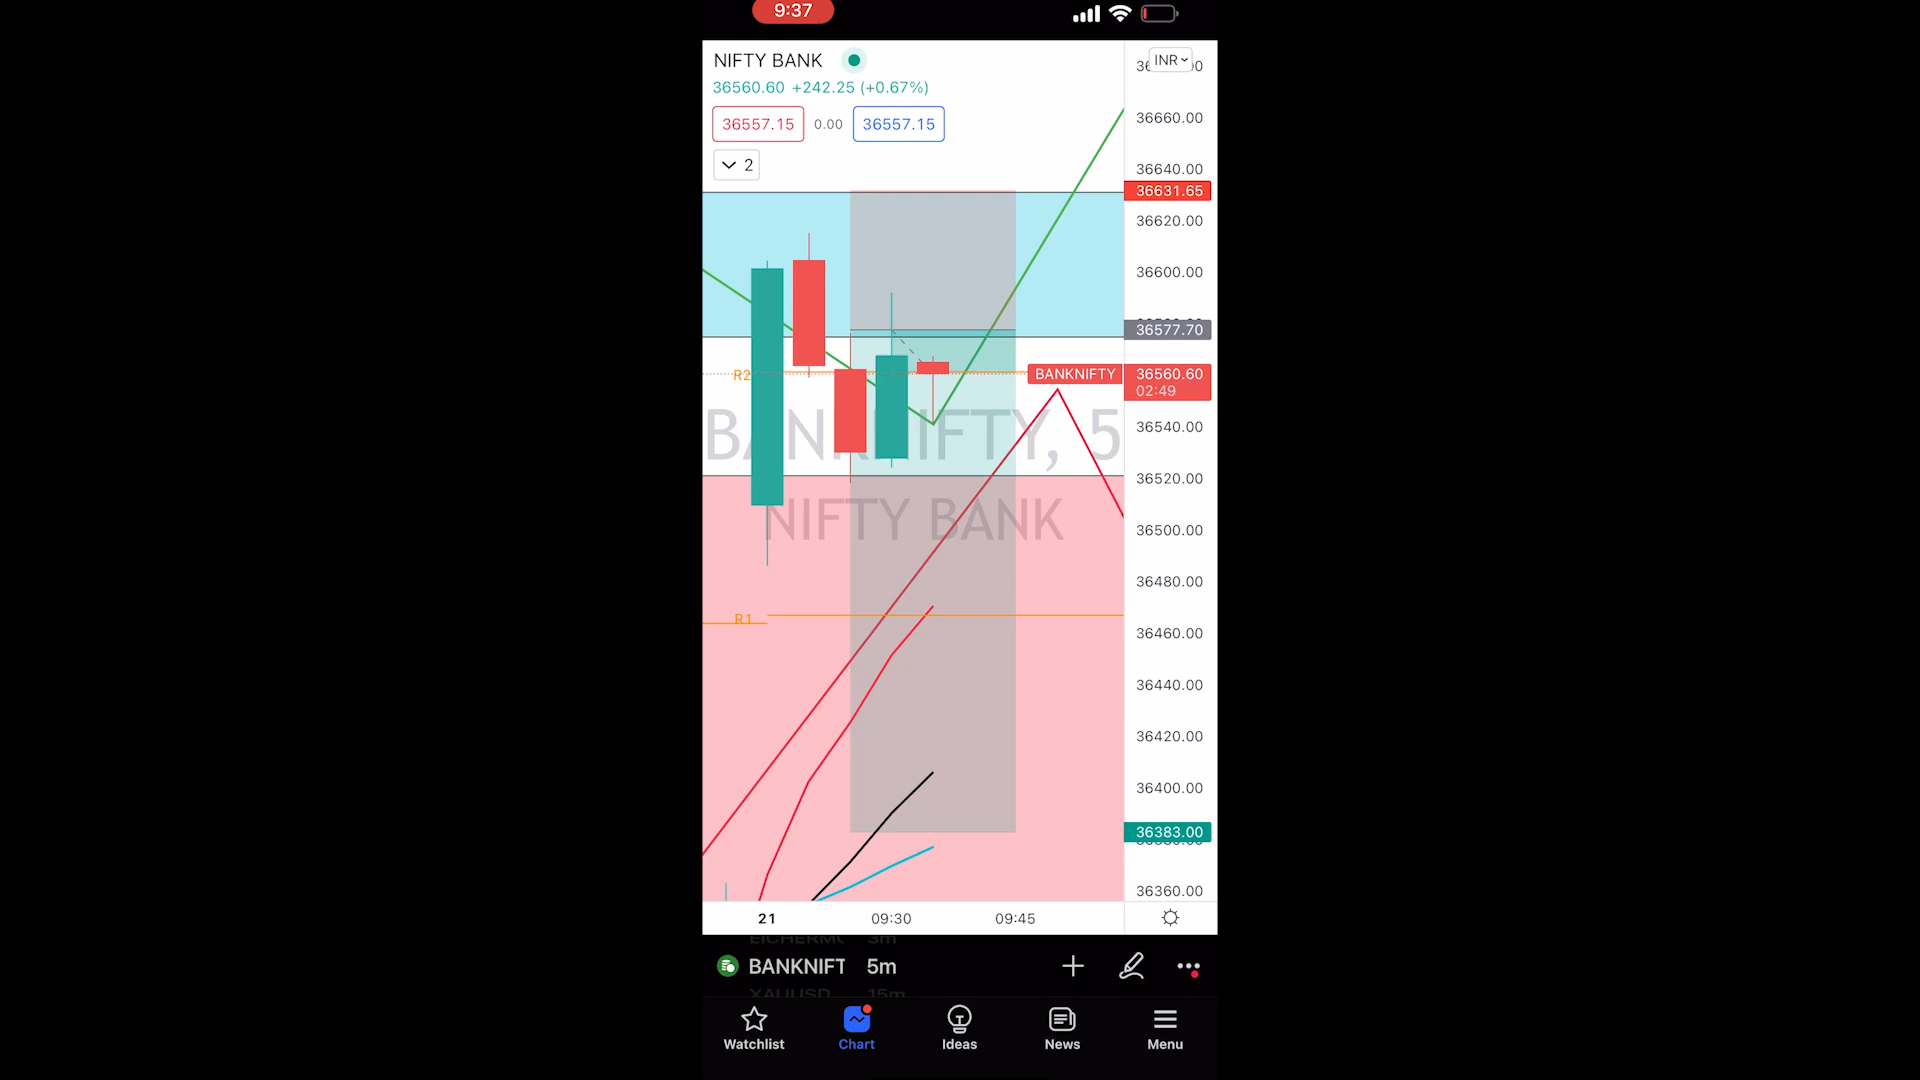 9:37
NIFTY BANK
INR
36560.60 +242.25 (+0.67%)
36557.15 0.00 36557.15
2
36660.00
36640.00
36631.65
36620.00
36600.00
36577.70
R2
BANKNIFTY
36560.60
02:49
BANKNIFTY, 5
36540.00
36520.00
NIFTY BANK
36500.00
36480.00
R1
36460.00
36440.00
36420.00
36400.00
36383.00
36360.00
21 09:30 09:45
3m
BANKNIFT 5m
XAUUSD 15m
Watchlist Chart Ideas News Menu